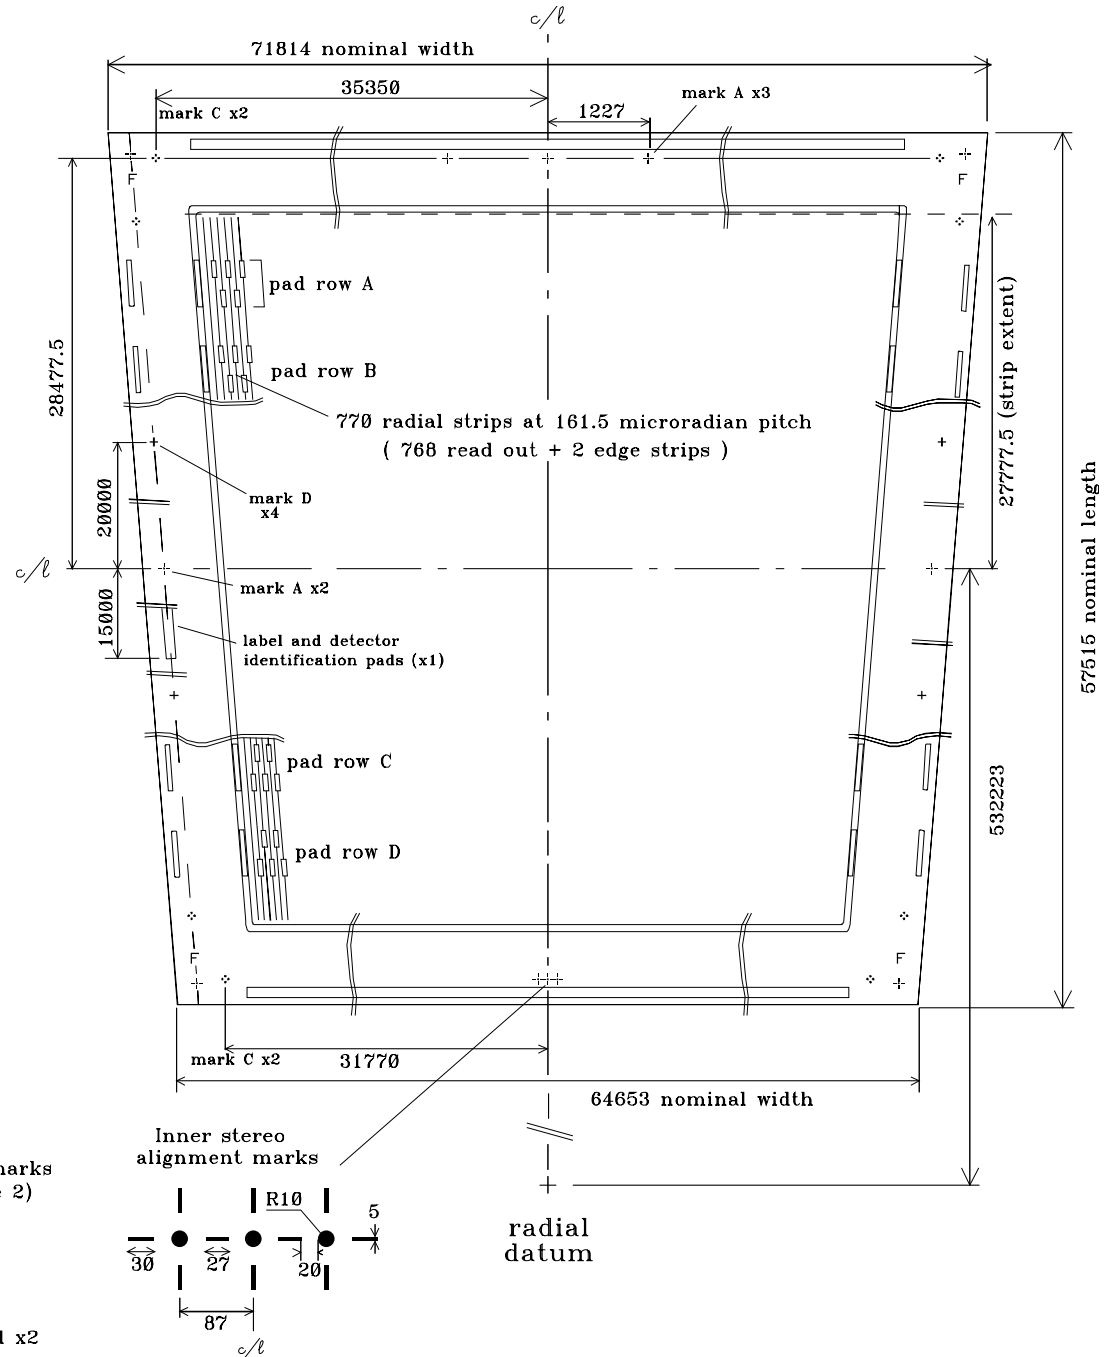 c/l
71814 nominal width
35350
mark A x3
mark C x2
1227
F
F
pad row A
28477.5
pad row B
27777.5 (strip extent)
770 radial strips at 161.5 microradian pitch
( 768 read out + 2 edge strips )
mark D
x4
20000
57515 nominal length
c/l
mark A x2
15000
label and detector
identification pads (x1)
pad row C
532223
pad row D
F
F
mark C x2
31770
64653 nominal width
Inner stereo
alignment marks
2)
R10
5
radial
datum
30
27
20
87
x2
c/l